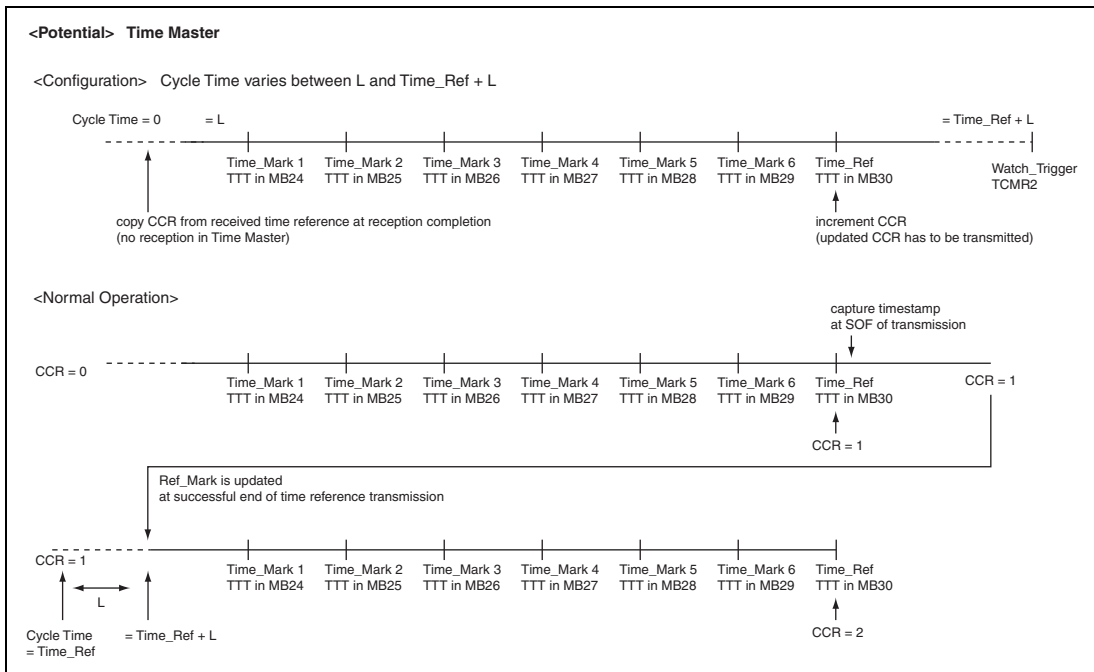 <Potential> Time Master
<Configuration> Cycle Time varies between L and Time_Ref + L
Cycle Time = 0 = L = Time_Ref + L
Time_Mark 1 Time_Mark 2 Time_Mark 3 Time_Mark 4 Time_Mark 5 Time_Mark 6 Time_Ref
TTT in MB24 TTT in MB25 TTT in MB26 TTT in MB27 TTT in MB28 TTT in MB29 TTT in MB30
Watch_Trigger
TCMR2
copy CCR from received time reference at reception completion
(no reception in Time Master)
increment CCR
(updated CCR has to be transmitted)
<Normal Operation>
capture timestamp
at SOF of transmission
CCR = 0
Time_Mark 1 Time_Mark 2 Time_Mark 3 Time_Mark 4 Time_Mark 5 Time_Mark 6 Time_Ref
TTT in MB24 TTT in MB25 TTT in MB26 TTT in MB27 TTT in MB28 TTT in MB29 TTT in MB30
CCR = 1
CCR = 1
Ref_Mark is updated
at successful end of time reference transmission
CCR = 1
Time_Mark 1 Time_Mark 2 Time_Mark 3 Time_Mark 4 Time_Mark 5 Time_Mark 6 Time_Ref
TTT in MB24 TTT in MB25 TTT in MB26 TTT in MB27 TTT in MB28 TTT in MB29 TTT in MB30
L
Cycle Time = Time_Ref + L
= Time_Ref
CCR = 2